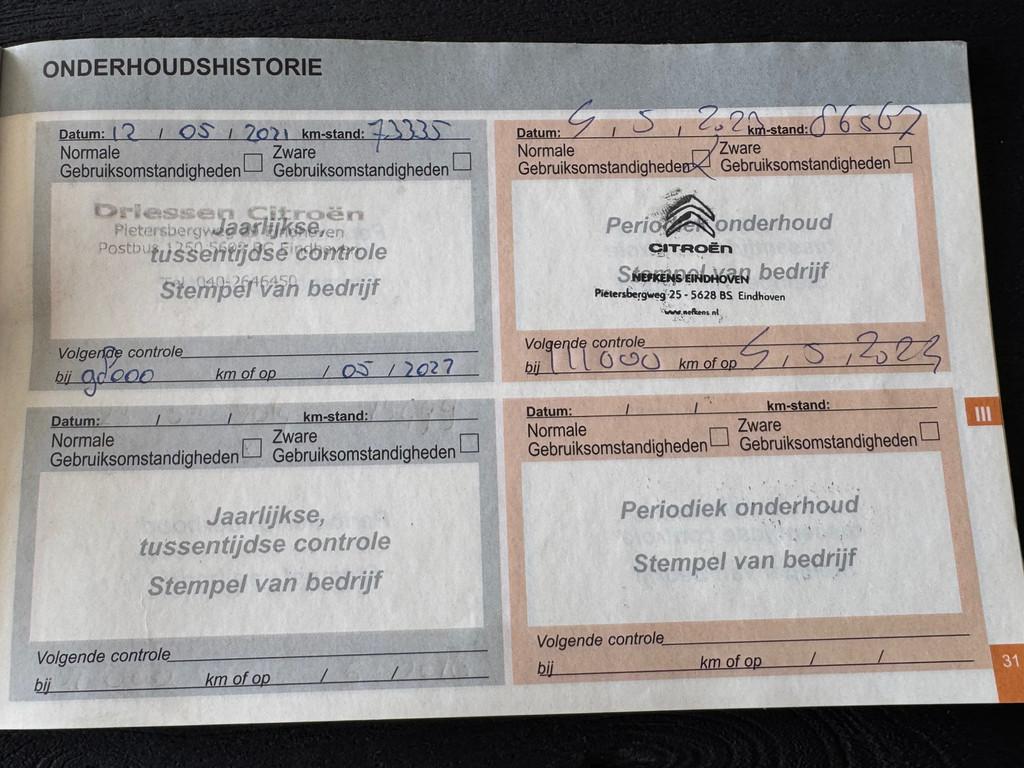 ONDERHOUDSHISTORIE
Datum: 12 / 05 / 2021 km-stand: 73335
Normale Gebruiksomstandigheden
Zware Gebruiksomstandigheden
Driessen Citroën
Jaarlijkse,
tussentijdse controle
Stempel van bedrijf
Tel. 040-2646450
Volgende controle
bij km of op / 05 / 2022
Datum: 5 / 5 / km-stand: 86567
Normale Gebruiksomstandigheden
Zware Gebruiksomstandigheden
Periodiek onderhoud
CITROËN
Stempel van bedrijf
NEFKENS EINDHOVEN
Pietersbergweg 25 - 5628 BS Eindhoven
www.nefkens.nl
Volgende controle
bij 111000 km of op 5 / 5 /
Datum: / / km-stand:
Normale Gebruiksomstandigheden
Zware Gebruiksomstandigheden
Jaarlijkse,
tussentijdse controle
Stempel van bedrijf
Volgende controle
bij km of op / /
Datum: / / km-stand:
Normale Gebruiksomstandigheden
Zware Gebruiksomstandigheden
Periodiek onderhoud
Stempel van bedrijf
Volgende controle
bij km of op / /
III
31